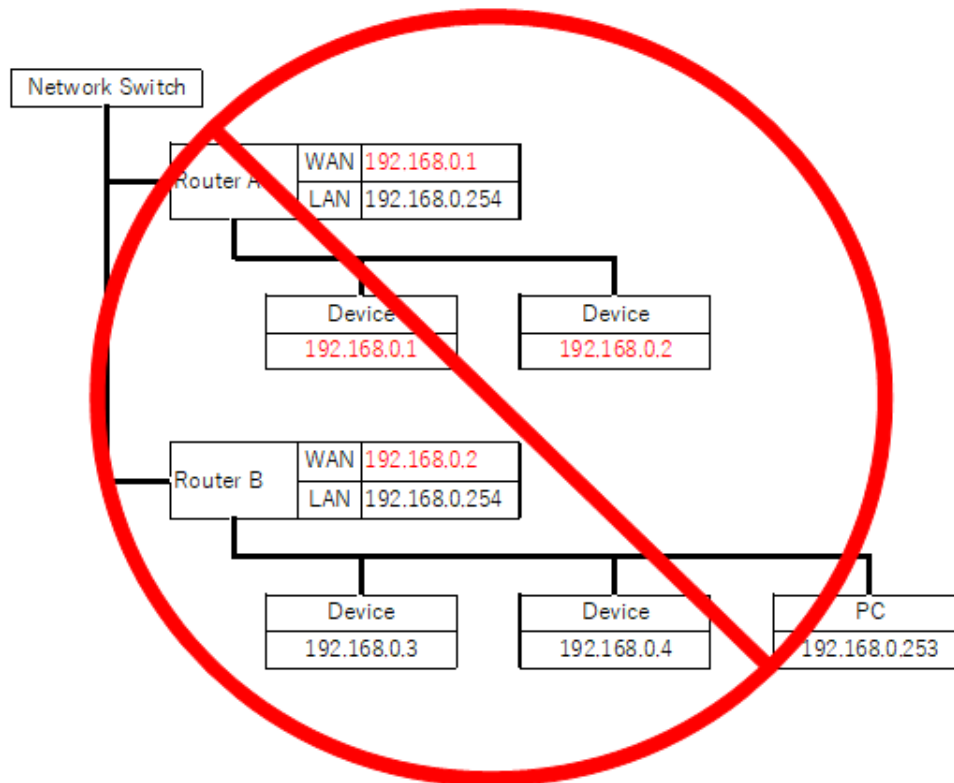 Network Switch
Router A
WAN 192.168.0.1
LAN 192.168.0.254
Device
192.168.0.1
Device
192.168.0.2
Router B
WAN 192.168.0.2
LAN 192.168.0.254
Device
192.168.0.3
Device
192.168.0.4
PC
192.168.0.253